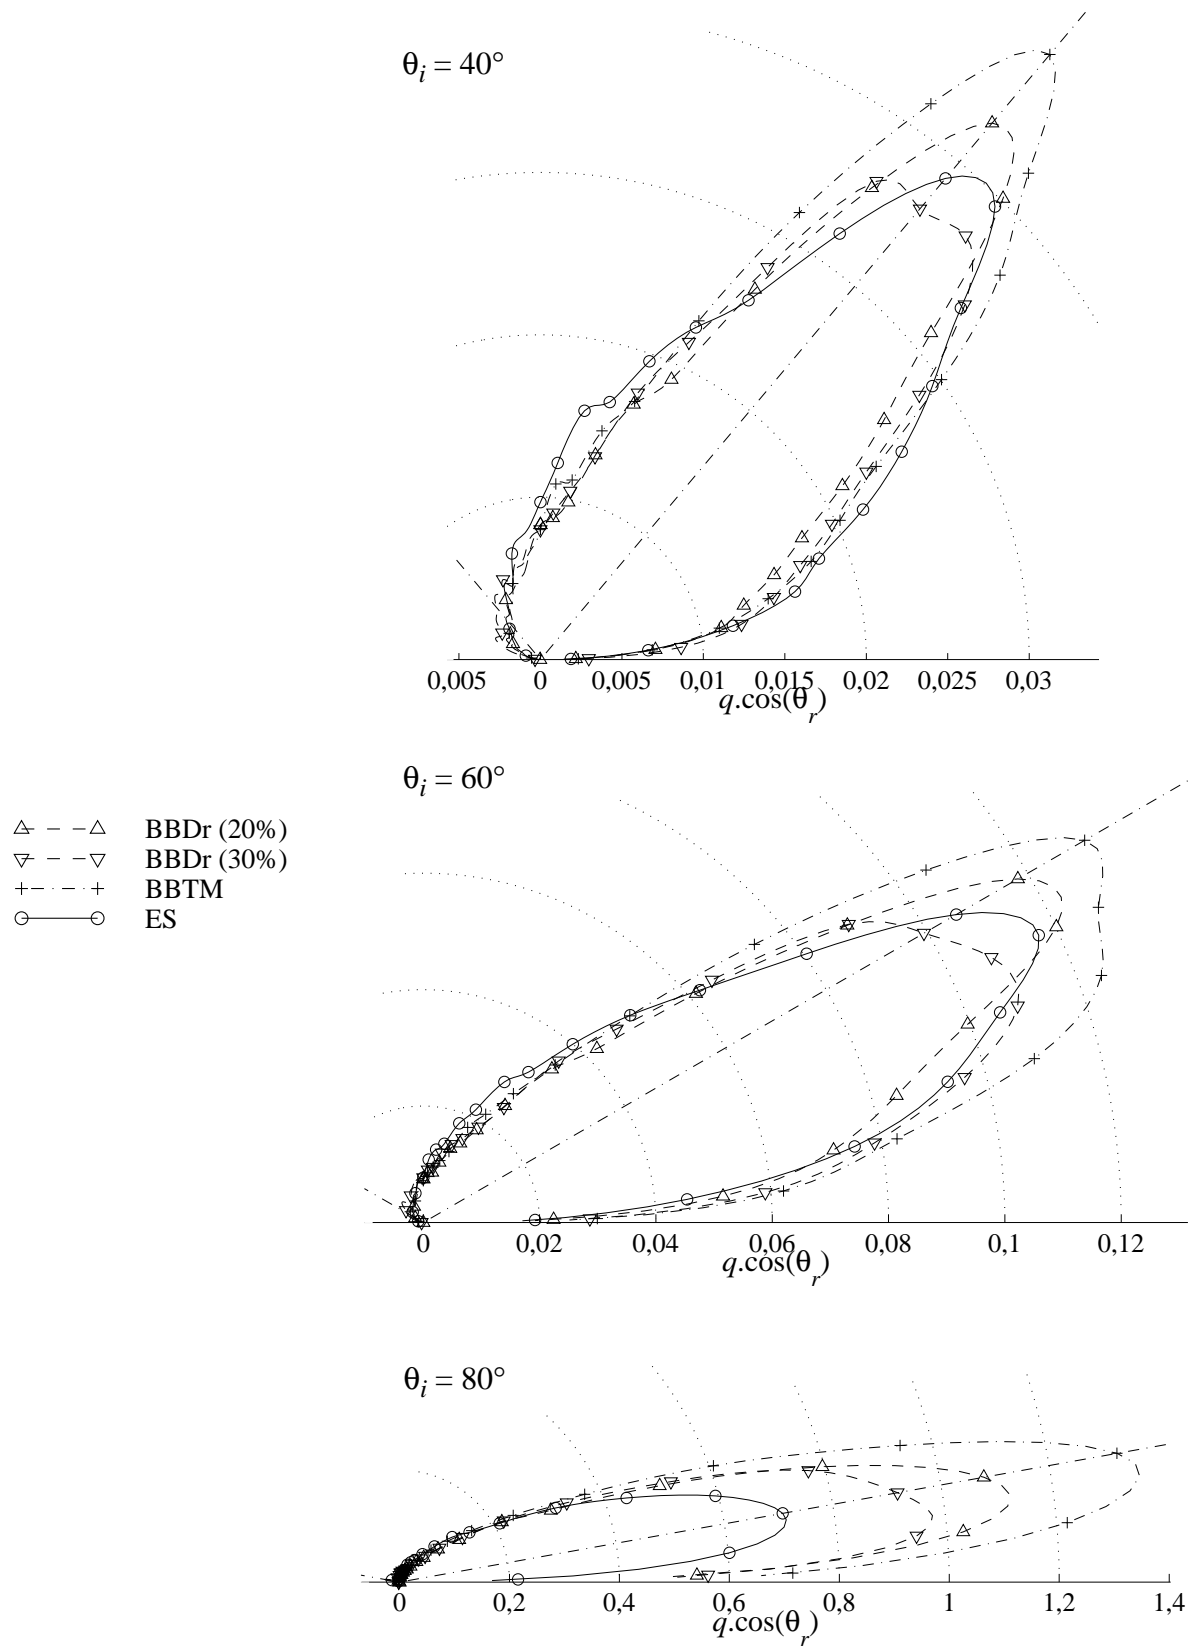 θi = 40°
0,005 0 0,005 0,01 0,015 0,02 0,025 0,03
q.cos(θr)
θi = 60°
BBDr (20%)
BBDr (30%)
BBTM
ES
0 0,02 0,04 0,06 0,08 0,1 0,12
q.cos(θr)
θi = 80°
0 0,2 0,4 0,6 0,8 1 1,2 1,4
q.cos(θr)